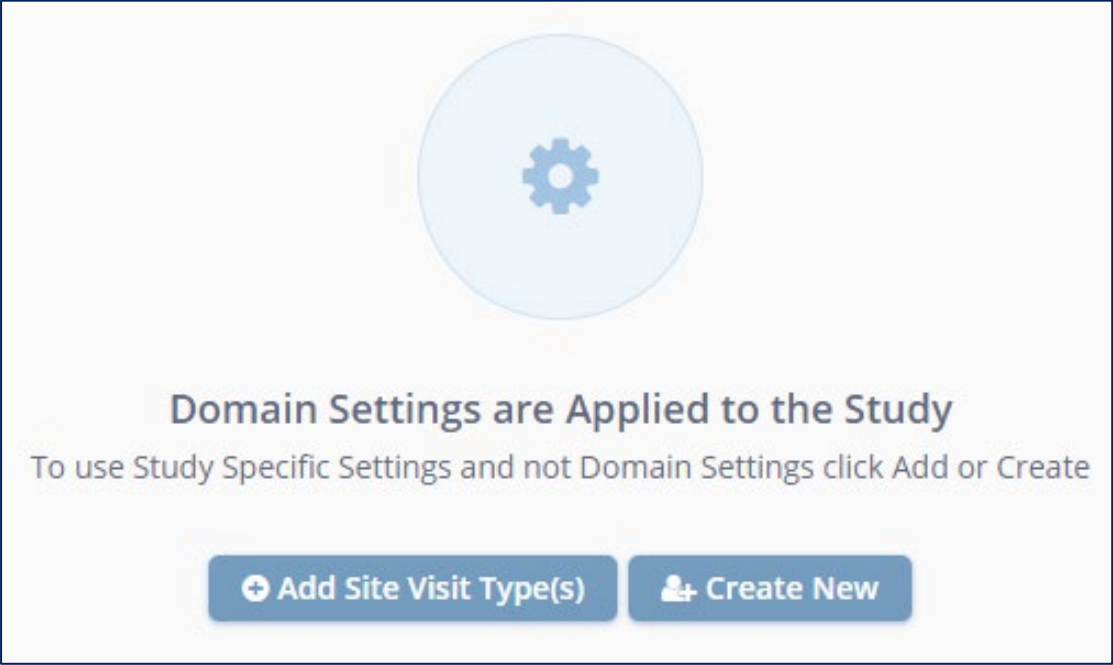 Domain Settings are Applied to the Study
To use Study Specific Settings and not Domain Settings click Add or Create
Add Site Visit Type(s)
Create New